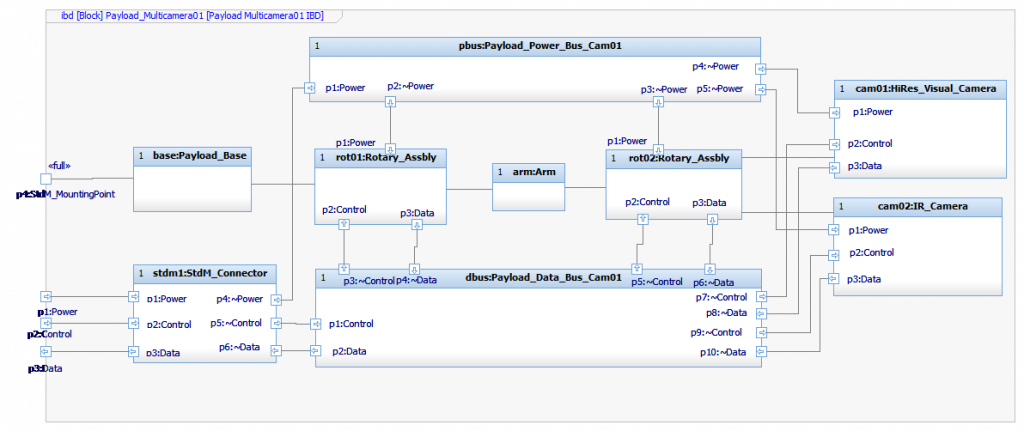 ibd [Block] Payload_Multicamera01 [Payload Multicamera01 IBD]
1 pbus:Payload_Power_Bus_Cam01
p4:~Power
p1:Power p2:~Power p3:~Power p5:~Power
1 cam01:HiRes_Visual_Camera
p1:Power
p2:Control
p3:Data
p1:Power p1:Power
«full»
1 base:Payload_Base
1 rot01:Rotary_Assbly
p2:Control p3:Data
1 arm:Arm
1 rot02:Rotary_Assbly
p2:Control p3:Data
1 cam02:IR_Camera
p1:Power
p2:Control
p3:Data
1 stdm1:StdM_Connector
p1:Power p4:~Power
p2:Control p5:~Control
p3:Data p6:~Data
1 dbus:Payload_Data_Bus_Cam01
p3:~Control p4:~Data p5:~Control p6:~Data
p7:~Control
p8:~Data
p1:Control p9:~Control
p2:Data p10:~Data
p1:Power
p2:Control
p3:Data